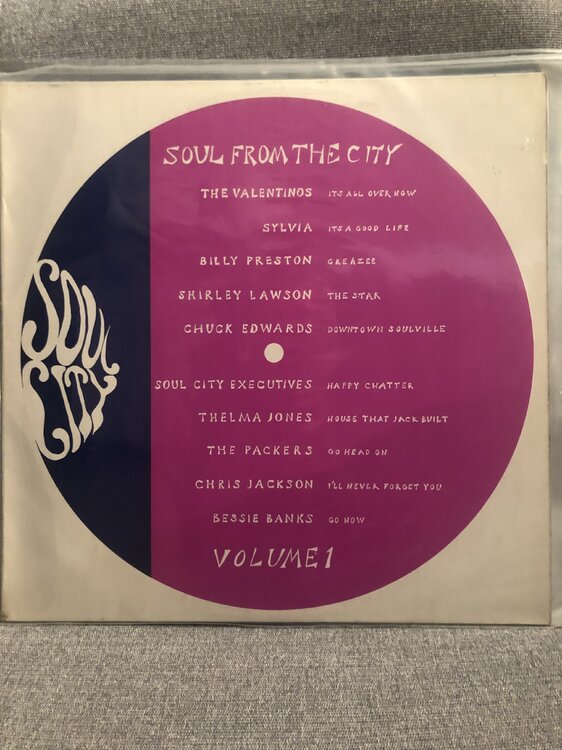 SOUL FROM THE CITY
THE VALENTINOS ITS ALL OVER NOW
SYLVIA ITS A GOOD LIFE
BILLY PRESTON GREAZEE
SHIRLEY LAWSON THE STAR
CHUCK EDWARDS DOWNTOWN SOULVILLE
SOUL CITY EXECUTIVES HAPPY CHATTER
THELMA JONES HOUSE THAT JACK BUILT
THE PACKERS GO HEAD ON
CHRIS JACKSON I'LL NEVER FORGET YOU
BESSIE BANKS GO NOW
VOLUME 1
SOUL
CITY